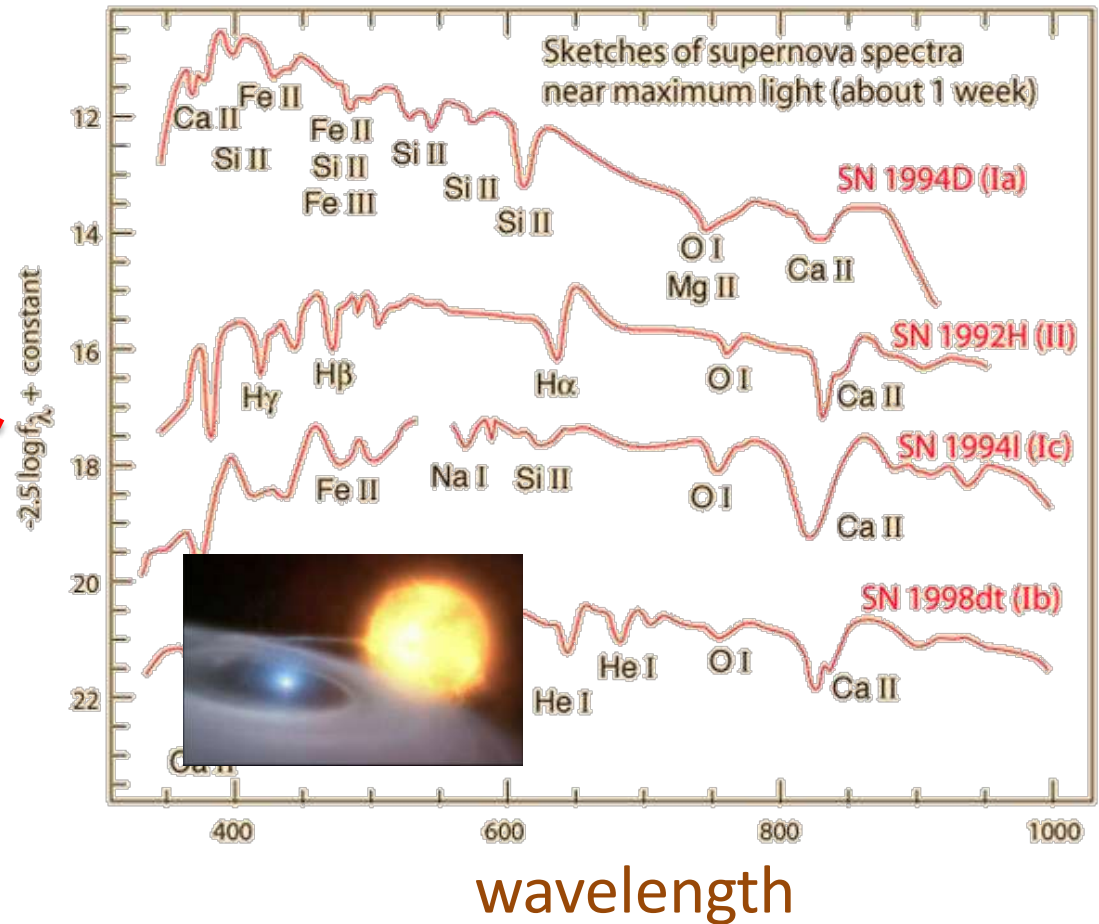 Sketches of supernova spectra
near maximum light (about 1 week)
12
14
16
18
20
22
-2.5 log fλ + constant
Ca II
Fe II
Si II
Fe II
Si II
Fe III
Si II
Si II
Si II
SN 1994D (Ia)
O I
Mg II
Ca II
SN 1992H (II)
Hγ
Hβ
Hα
O I
Ca II
SN 1994I (Ic)
Fe II
Na I
Si II
O I
Ca II
SN 1998dt (Ib)
He I
He I
O I
Ca II
400
600
800
1000
wavelength